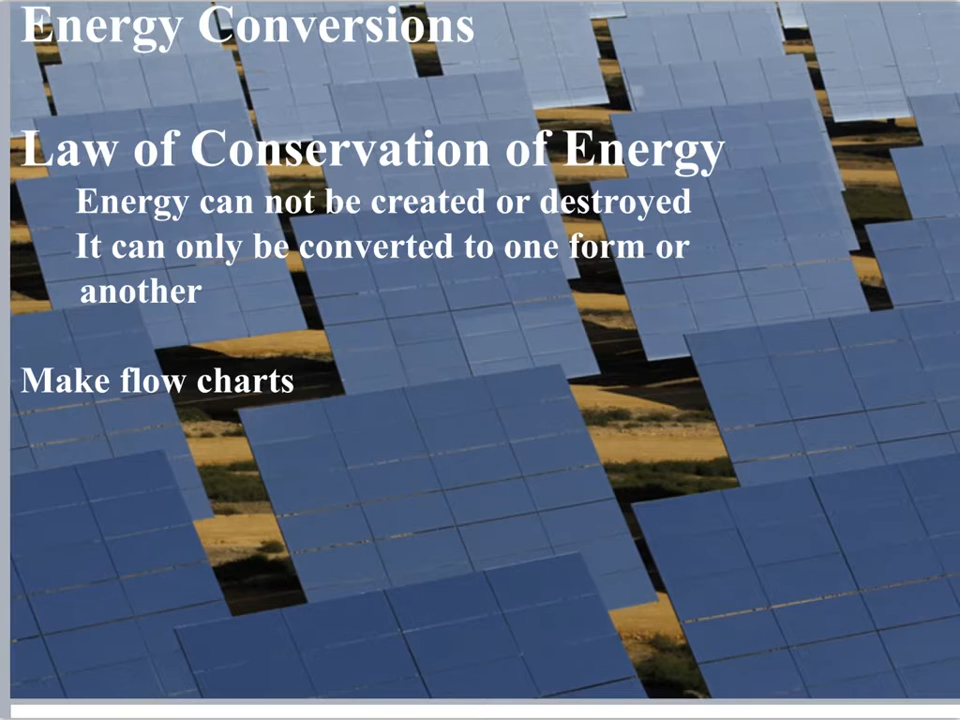 Energy Conversions
Law of Conservation of Energy
Energy can not be created or destroyed
It can only be converted to one form or
another
Make flow charts